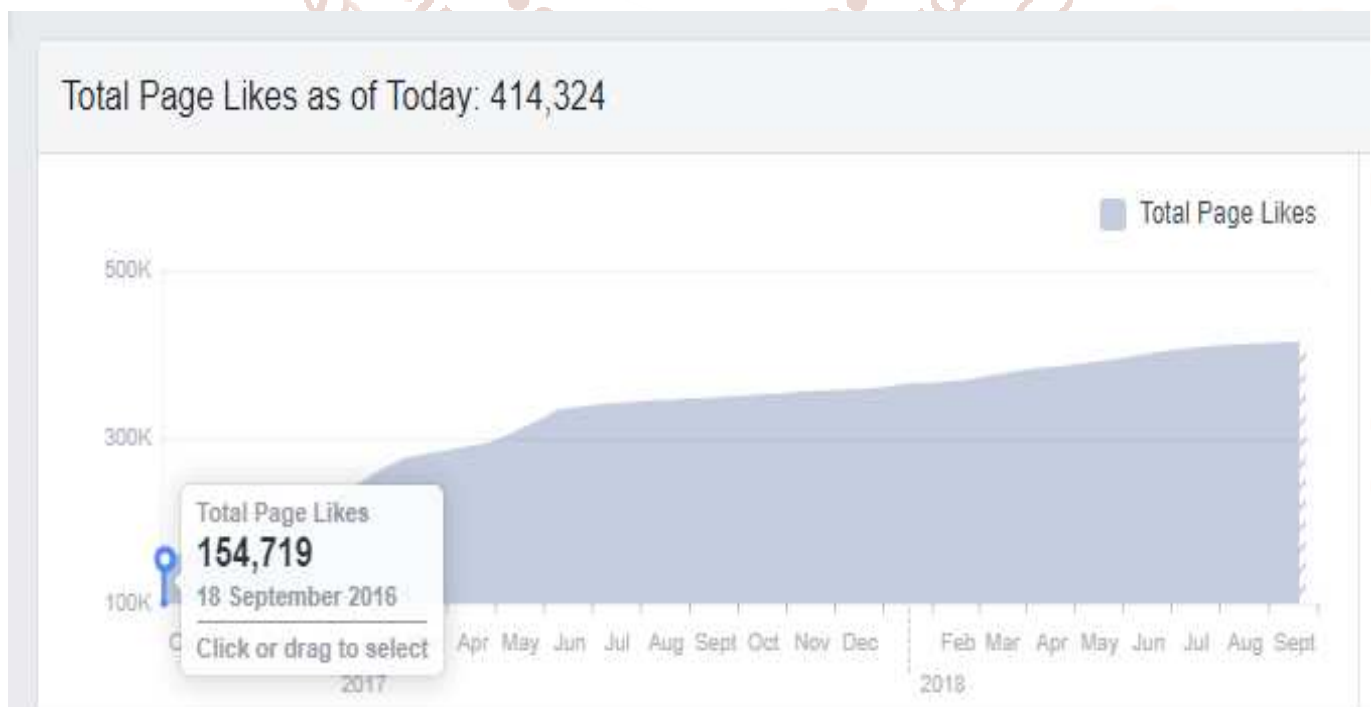 Total Page Likes as of Today: 414,324
Total Page Likes
500K
300K
Total Page Likes
154,719
18 September 2016
100K
Click or drag to select
Apr May Jun Jul Aug Sept Oct Nov Dec Feb Mar Apr May Jun Jul Aug Sept
2017 2018